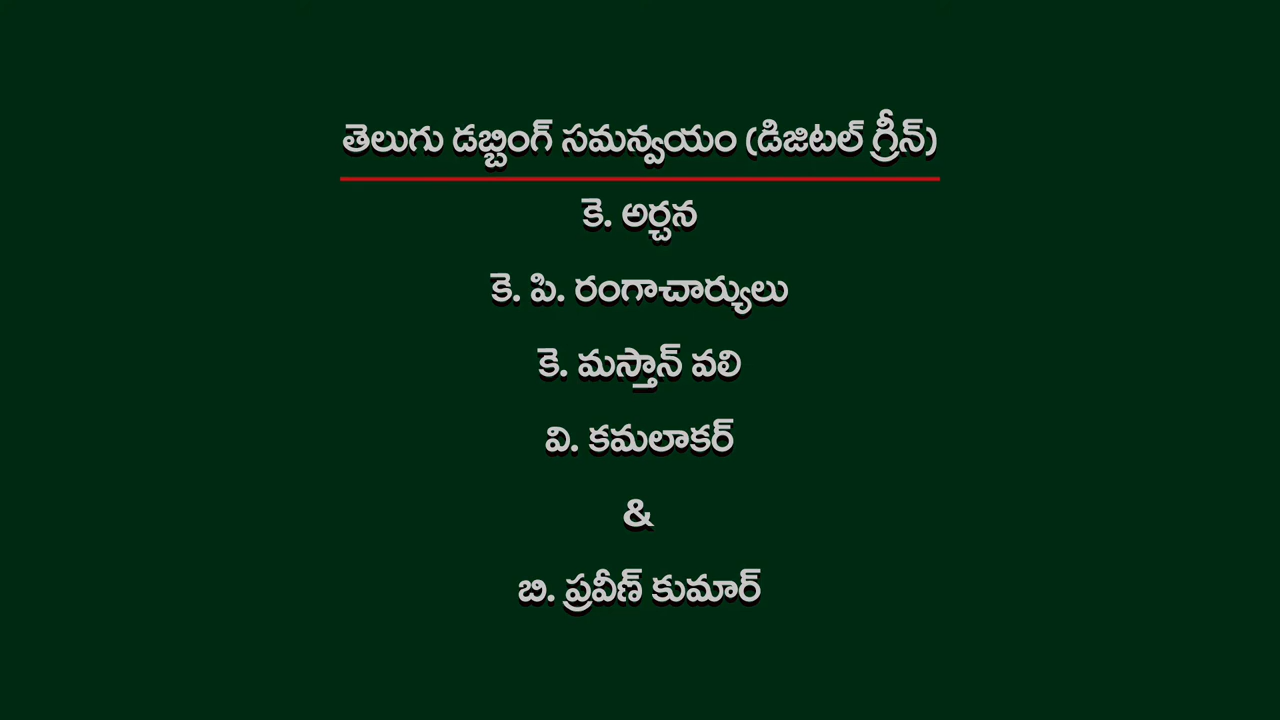 తెలుగు డబ్బింగ్ సమన్వయం (డిజిటల్ గ్రీన్)
కె. అర్చన
కె. పి. రంగాచార్యులు
కె. మస్తాన్ వలి
వి. కమలాకర్
&
బి. ప్రవీణ్ కుమార్